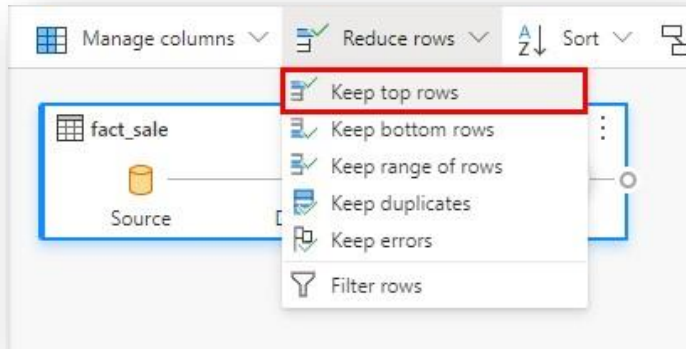 Manage columns Reduce rows Sort
Keep top rows
fact_sale
Keep bottom rows
Keep range of rows
Keep duplicates
Source
Keep errors
Filter rows